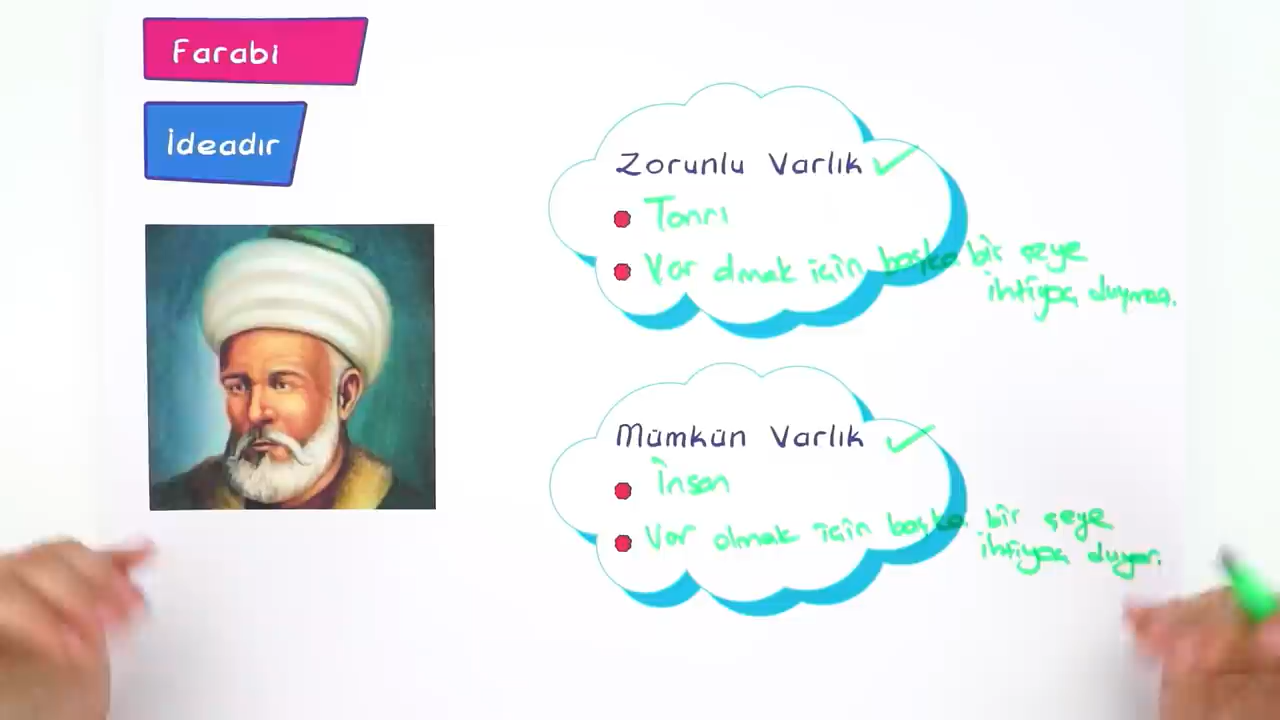 Farabi
İdeadır
Zorunlu Varlık
Tanrı
Var olmak için başka bir şeye
ihtiyaç duymaz.
Mümkün Varlık
İnsan
Var olmak için başka bir şeye
ihtiyaç duyar.